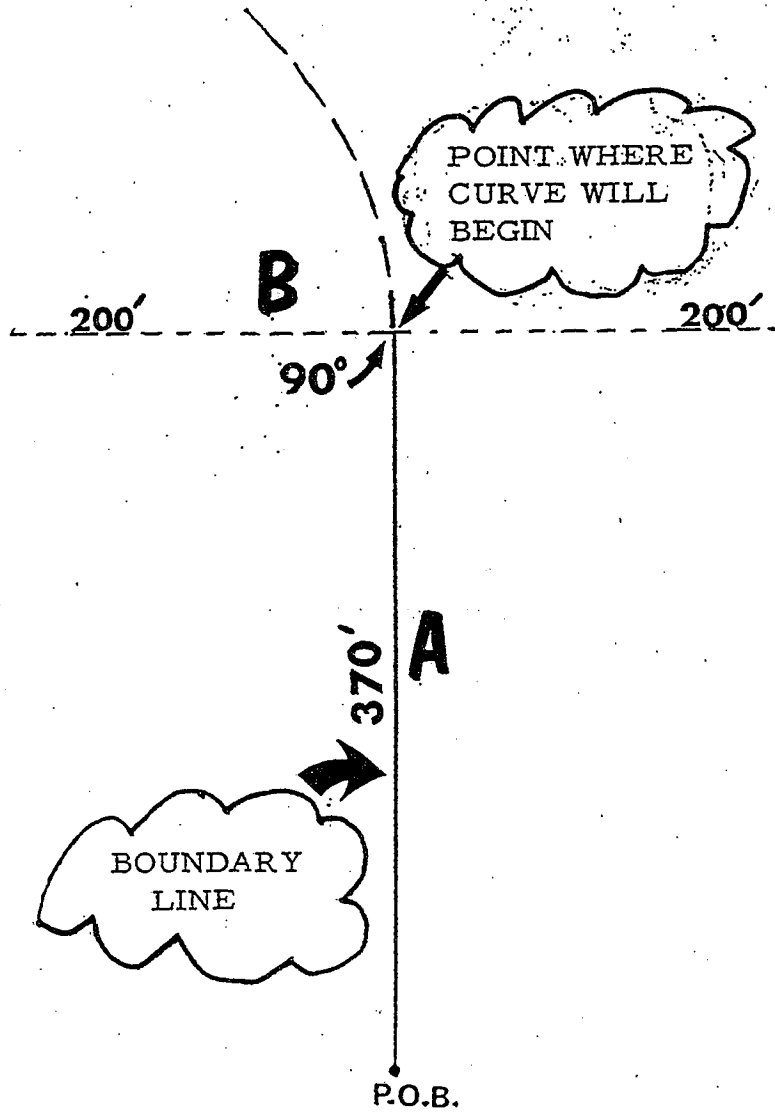 POINT WHERE
CURVE WILL
BEGIN
B
200′
200′
90°
A
370′
BOUNDARY
LINE
P.O.B.